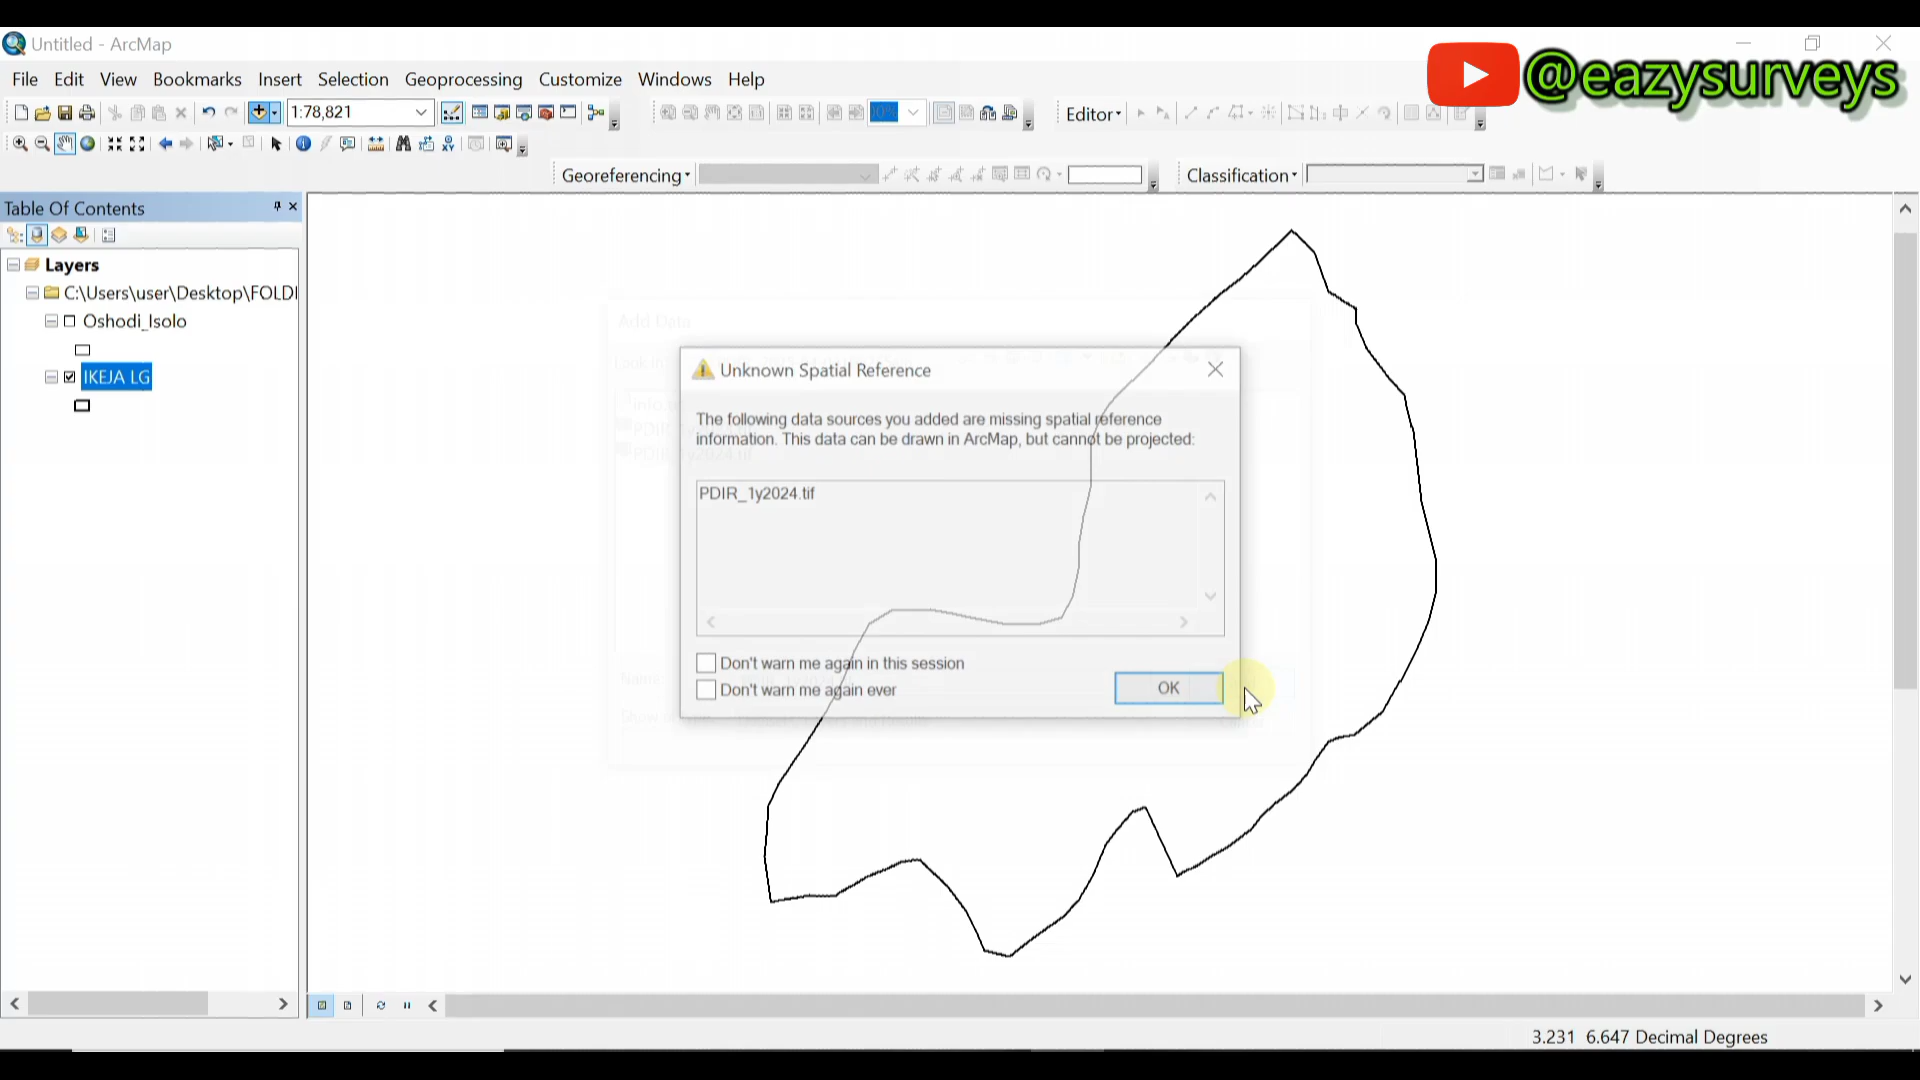 Untitled - ArcMap
@eazysurveys
File Edit View Bookmarks Insert Selection Geoprocessing Customize Windows Help
1:78,821
Editor
Georeferencing
Classification
Table Of Contents
Layers
C:\Users\user\Desktop\FOLDI
Oshodi_Isolo
IKEJA LG
Add Data
Unknown Spatial Reference
The following data sources you added are missing spatial reference
information. This data can be drawn in ArcMap, but cannot be projected:
PDIR_1y2024.tif
Don't warn me again in this session
Don't warn me again ever
OK
3.231 6.647 Decimal Degrees